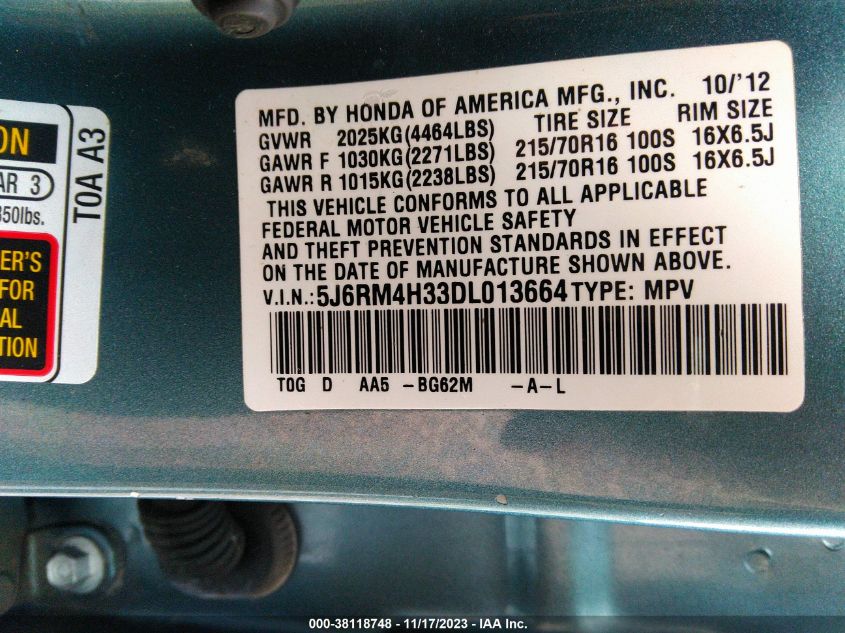 ON
AR 3
850lbs.
ER'S
FOR
AL
TION
T0A A3
MFD. BY HONDA OF AMERICA MFG., INC. 10/'12
GVWR 2025KG(4464LBS) TIRE SIZE RIM SIZE
GAWR F 1030KG(2271LBS) 215/70R16 100S 16X6.5J
GAWR R 1015KG(2238LBS) 215/70R16 100S 16X6.5J
THIS VEHICLE CONFORMS TO ALL APPLICABLE
FEDERAL MOTOR VEHICLE SAFETY
AND THEFT PREVENTION STANDARDS IN EFFECT
ON THE DATE OF MANUFACTURE SHOWN ABOVE.
V.I.N.: 5J6RM4H33DL013664 TYPE: MPV
T0G D AA5 -BG62M -A-L
000-38118748 - 11/17/2023 - IAA Inc.